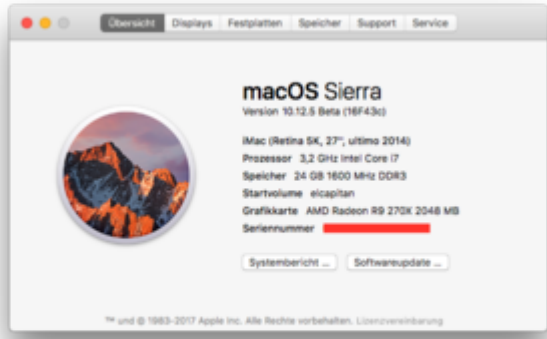 Übersicht Displays Festplatten Speicher Support Service
macOS Sierra
Version 10.12.5 Beta (16F43c)
iMac (Retina 5K, 27", ultimo 2014)
Prozessor 3,2 GHz Intel Core i7
Speicher 24 GB 1600 MHz DDR3
Startvolume elcapitan
Grafikkarte AMD Radeon R9 270X 2048 MB
Seriennummer
Systembericht ... Softwareupdate ...
™ und © 1983-2017 Apple Inc. Alle Rechte vorbehalten. Lizenzvereinbarung